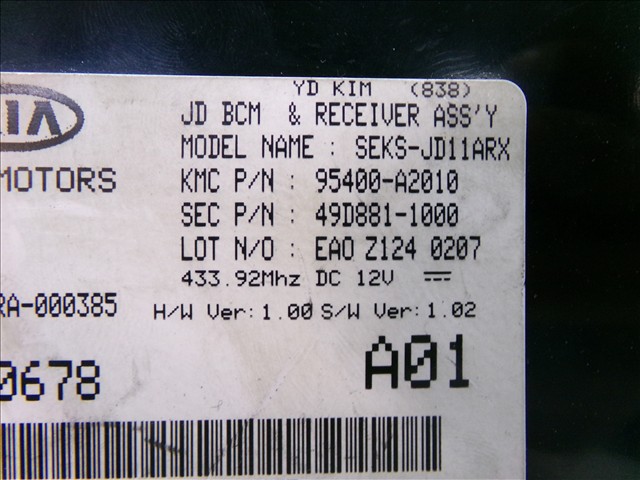 YD KIM (838)
JD BCM & RECEIVER ASS'Y
MODEL NAME : SEKS-JD11ARX
MOTORS
KMC P/N : 95400-A2010
SEC P/N : 49D881-1000
LOT N/O : EAO Z124 0207
433.92Mhz DC 12V
RA-000385
H/W Ver:1.00 S/W Ver:1.02
0678
A01